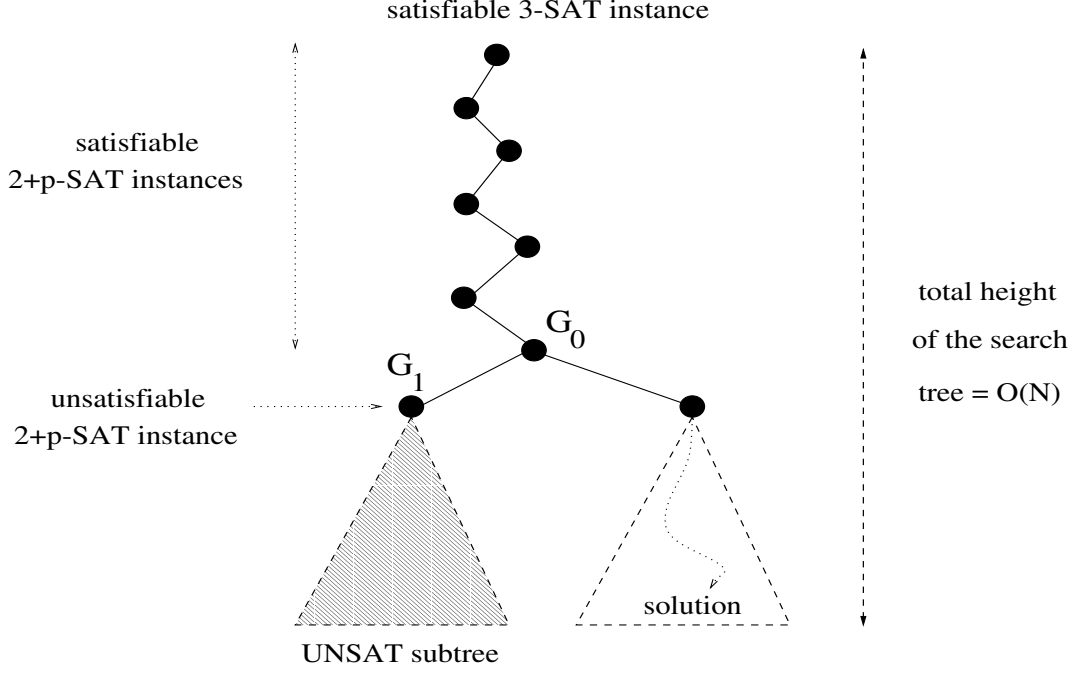 satisfiable 3-SAT instance
satisfiable
2+p-SAT instances
G0
G1
unsatisfiable
2+p-SAT instance
total height
of the search
tree = O(N)
solution
UNSAT subtree